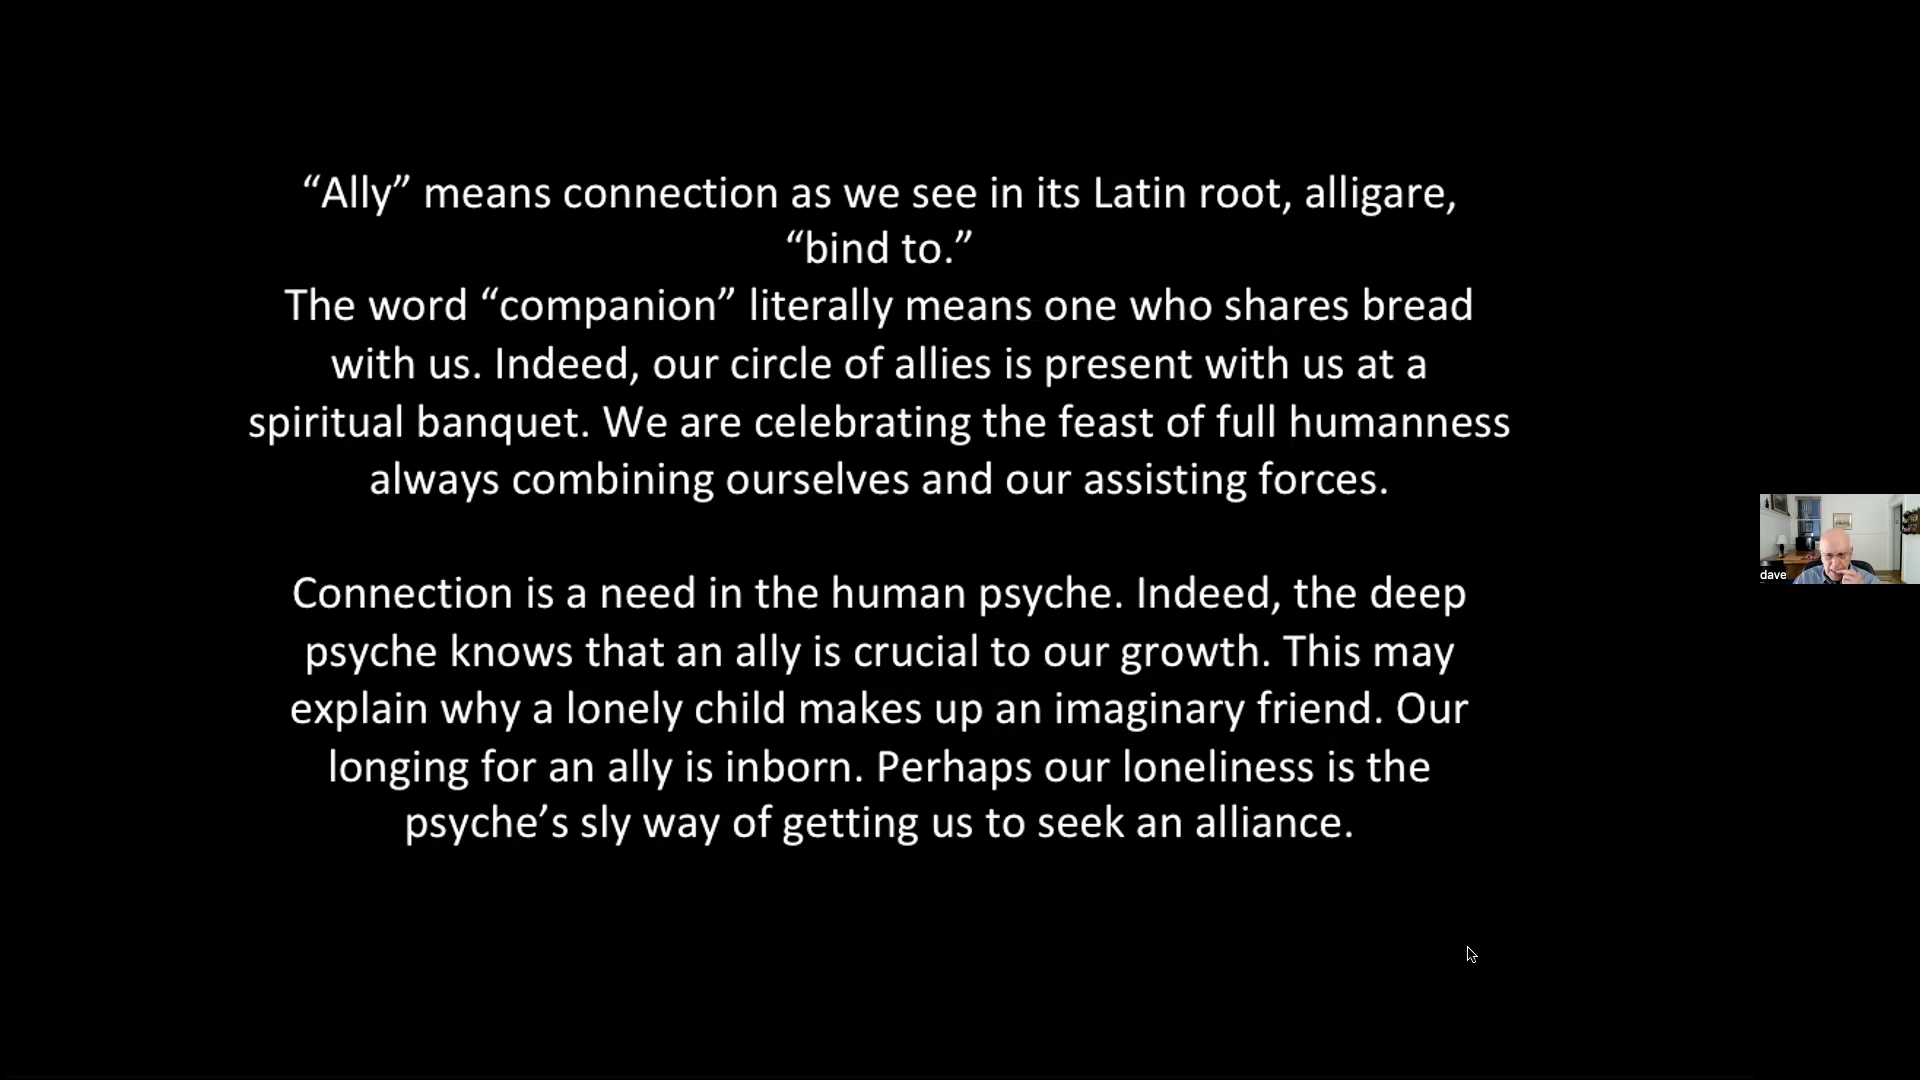 “Ally” means connection as we see in its Latin root, alligare,
“bind to.”
The word “companion” literally means one who shares bread
with us. Indeed, our circle of allies is present with us at a
spiritual banquet. We are celebrating the feast of full humanness
always combining ourselves and our assisting forces.
Connection is a need in the human psyche. Indeed, the deep
psyche knows that an ally is crucial to our growth. This may
explain why a lonely child makes up an imaginary friend. Our
longing for an ally is inborn. Perhaps our loneliness is the
psyche’s sly way of getting us to seek an alliance.
dave